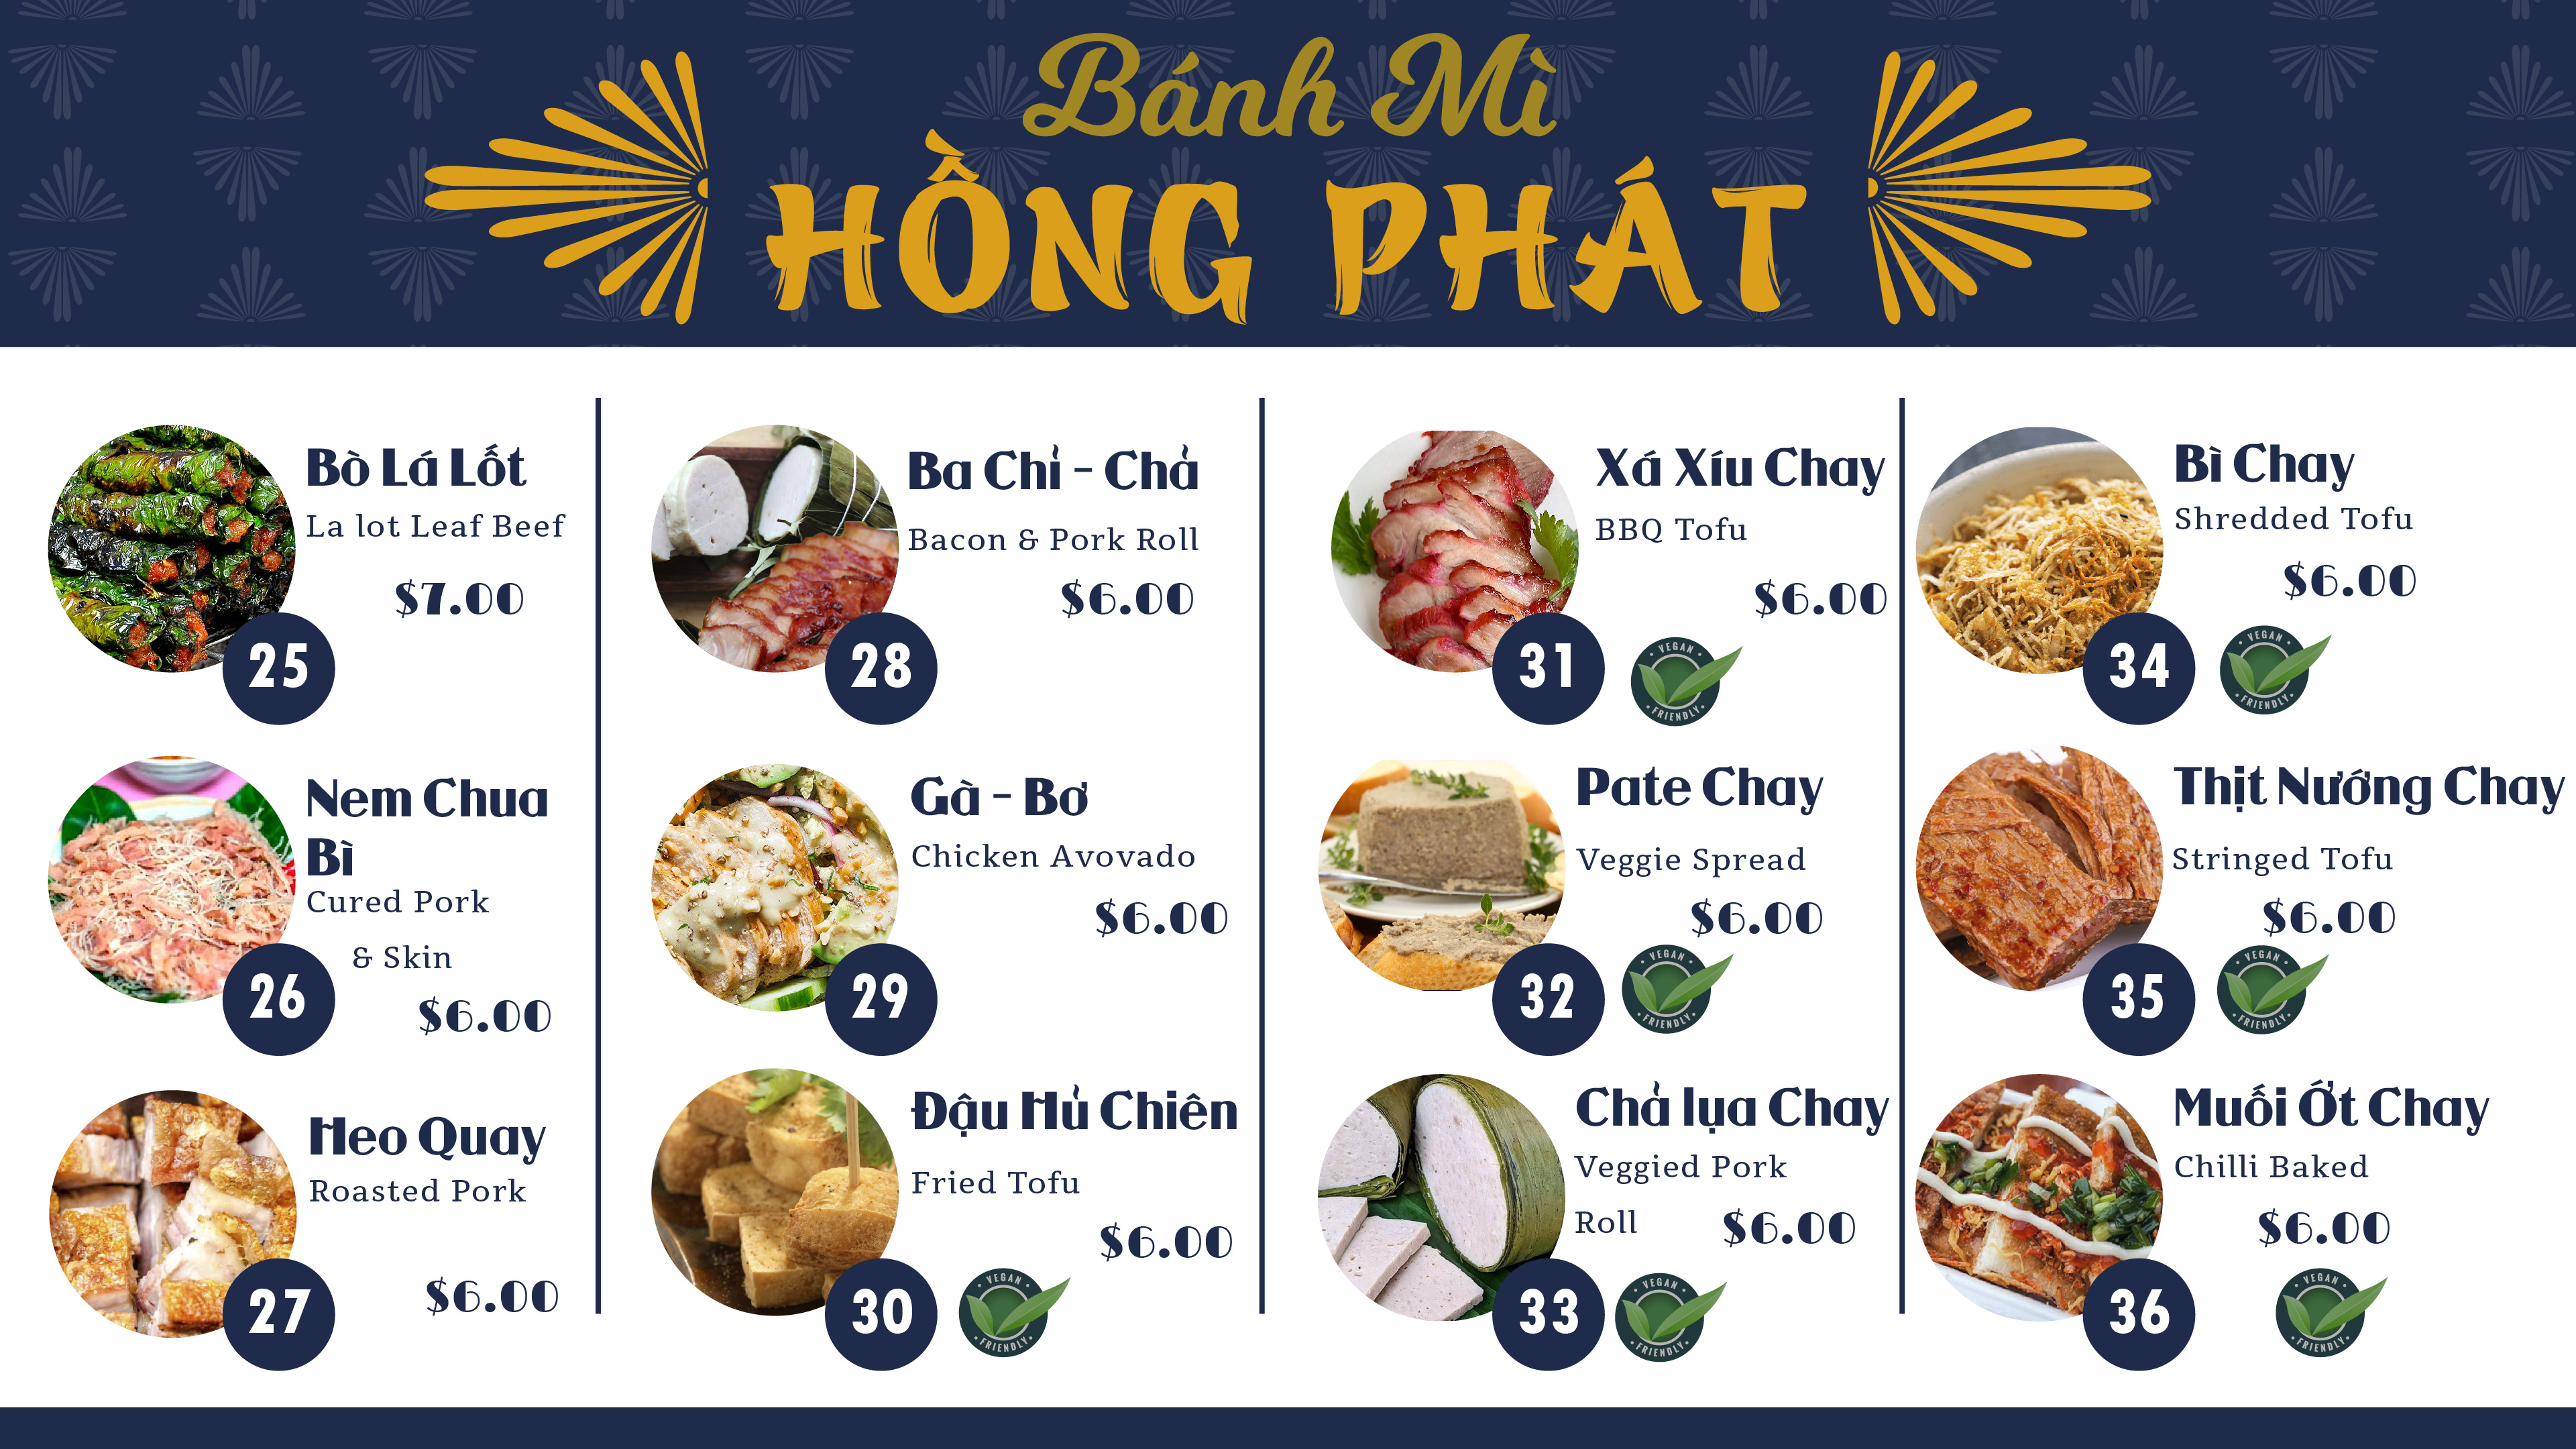 Bánh Mì
HỒNG PHÁT
Bò Lá Lốt
La lot Leaf Beef
$7.00
25
Nem Chua
Bì
Cured Pork
& Skin
$6.00
26
Heo Quay
Roasted Pork
$6.00
27
Ba Chỉ - Chả
Bacon & Pork Roll
$6.00
28
Gà - Bơ
Chicken Avovado
$6.00
29
Đậu Hủ Chiên
Fried Tofu
$6.00
30
VEGAN
FRIENDLY
Xá Xíu Chay
BBQ Tofu
$6.00
31
VEGAN
FRIENDLY
Pate Chay
Veggie Spread
$6.00
32
VEGAN
FRIENDLY
Chả lụa Chay
Veggied Pork
Roll $6.00
33
VEGAN
FRIENDLY
Bì Chay
Shredded Tofu
$6.00
34
VEGAN
FRIENDLY
Thịt Nướng Chay
Stringed Tofu
$6.00
35
VEGAN
FRIENDLY
Muối Ớt Chay
Chilli Baked
$6.00
36
VEGAN
FRIENDLY